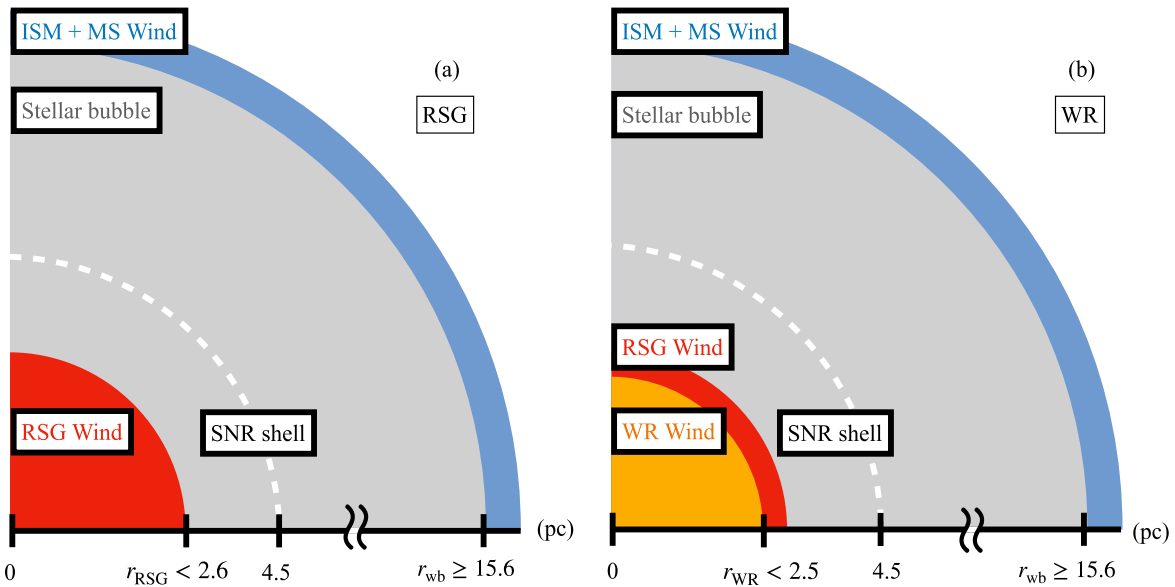 ISM + MS Wind
(a)
Stellar bubble
RSG
RSG Wind
SNR shell
(pc)
0
r_RSG < 2.6
4.5
r_wb ≥ 15.6
ISM + MS Wind
(b)
Stellar bubble
WR
RSG Wind
WR Wind
SNR shell
(pc)
0
r_WR < 2.5
4.5
r_wb ≥ 15.6